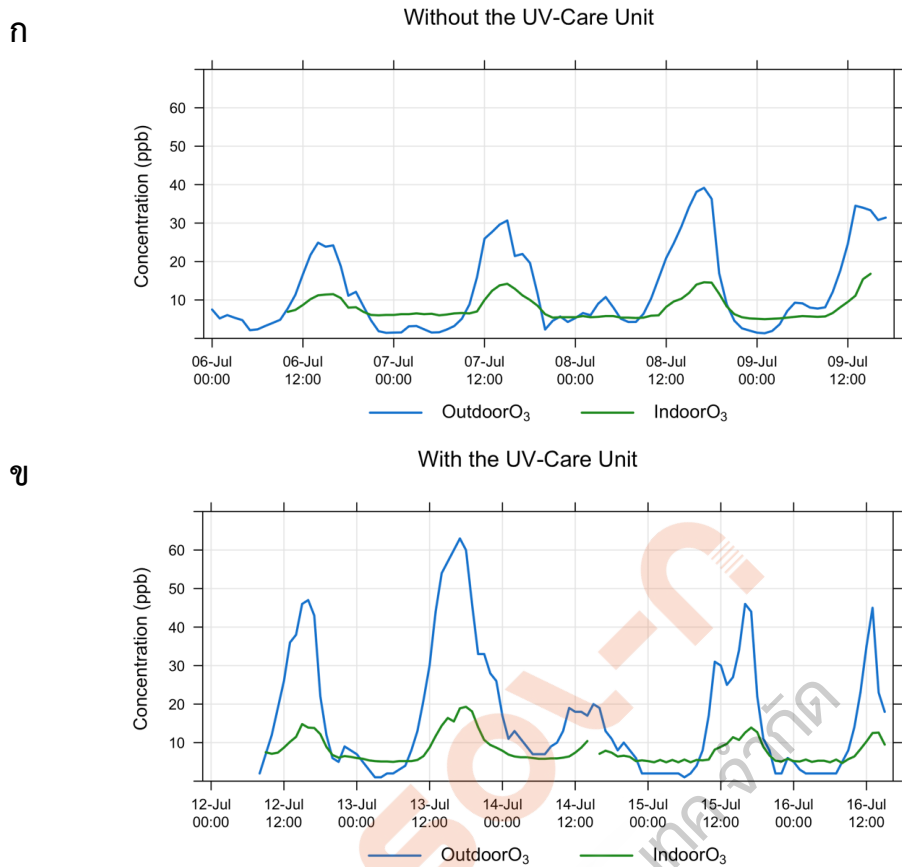 ก
Without the UV-Care Unit
Concentration (ppb)
60
50
40
30
20
10
06-Jul 06-Jul 07-Jul 07-Jul 08-Jul 08-Jul 09-Jul 09-Jul
00:00 12:00 00:00 12:00 00:00 12:00 00:00 12:00
OutdoorO₃ IndoorO₃
ข
With the UV-Care Unit
Concentration (ppb)
60
50
40
30
20
10
12-Jul 12-Jul 13-Jul 13-Jul 14-Jul 14-Jul 15-Jul 15-Jul 16-Jul 16-Jul
00:00 12:00 00:00 12:00 00:00 12:00 00:00 12:00 00:00 12:00
OutdoorO₃ IndoorO₃
จำกัด